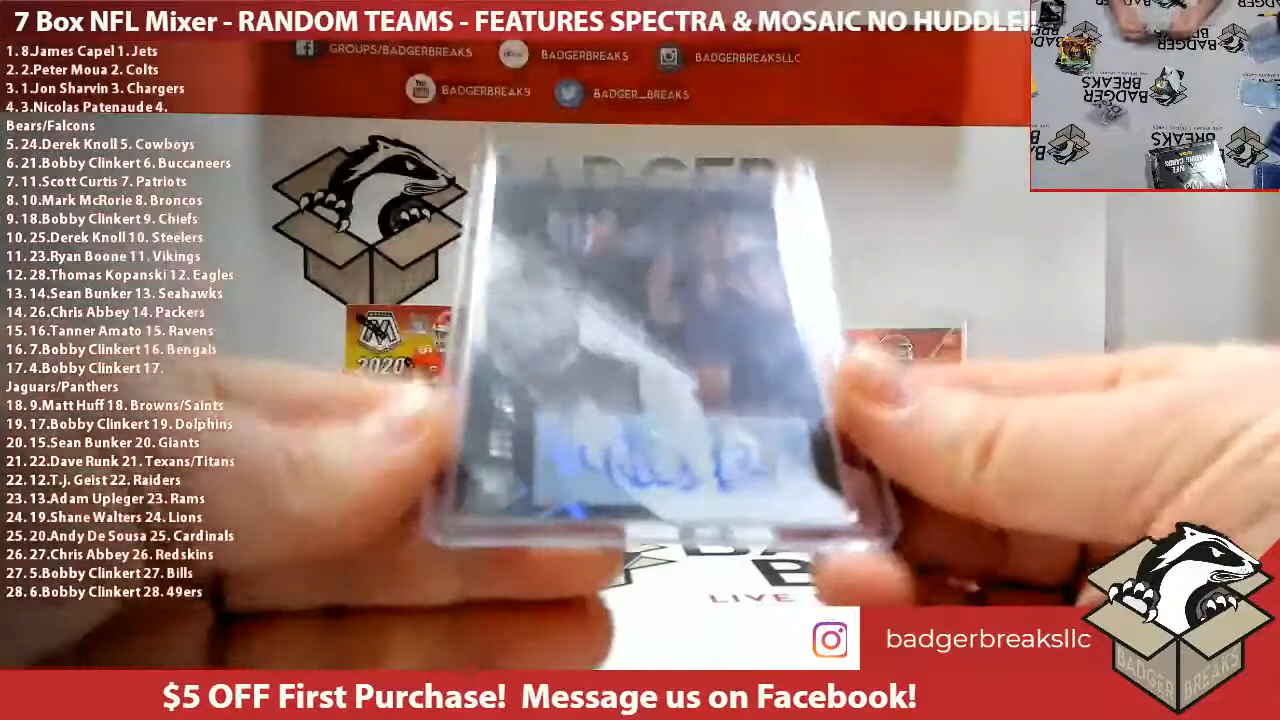 7 Box NFL Mixer - RANDOM TEAMS - FEATURES SPECTRA & MOSAIC NO HUDDLE!!
1. 8.James Capel 1. Jets
2. 2.Peter Moua 2. Colts
3. 1.Jon Sharvin 3. Chargers
4. 3.Nicolas Patenaude 4.
Bears/Falcons
5. 24.Derek Knoll 5. Cowboys
6. 21.Bobby Clinkert 6. Buccaneers
7. 11.Scott Curtis 7. Patriots
8. 10.Mark McRorie 8. Broncos
9. 18.Bobby Clinkert 9. Chiefs
10. 25.Derek Knoll 10. Steelers
11. 23.Ryan Boone 11. Vikings
12. 28.Thomas Kopanski 12. Eagles
13. 14.Sean Bunker 13. Seahawks
14. 26.Chris Abbey 14. Packers
15. 16.Tanner Amato 15. Ravens
16. 7.Bobby Clinkert 16. Bengals
17. 4.Bobby Clinkert 17.
Jaguars/Panthers
18. 9.Matt Huff 18. Browns/Saints
19. 17.Bobby Clinkert 19. Dolphins
20. 15.Sean Bunker 20. Giants
21. 22.Dave Runk 21. Texans/Titans
22. 12.T.J. Geist 22. Raiders
23. 13.Adam Upleger 23. Rams
24. 19.Shane Walters 24. Lions
25. 20.Andy De Sousa 25. Cardinals
26. 27.Chris Abbey 26. Redskins
27. 5.Bobby Clinkert 27. Bills
28. 6.Bobby Clinkert 28. 49ers
GROUPS/BADGERBREAKS
BADGERBREAKS
BADGERBREAKSLLC
BADGERBREAKS
BADGER_BREAKS
BADGER
BREAKS
BADGER
2020
LIVE
badgerbreaksllc
BADGER BREAKS
$5 OFF First Purchase! Message us on Facebook!